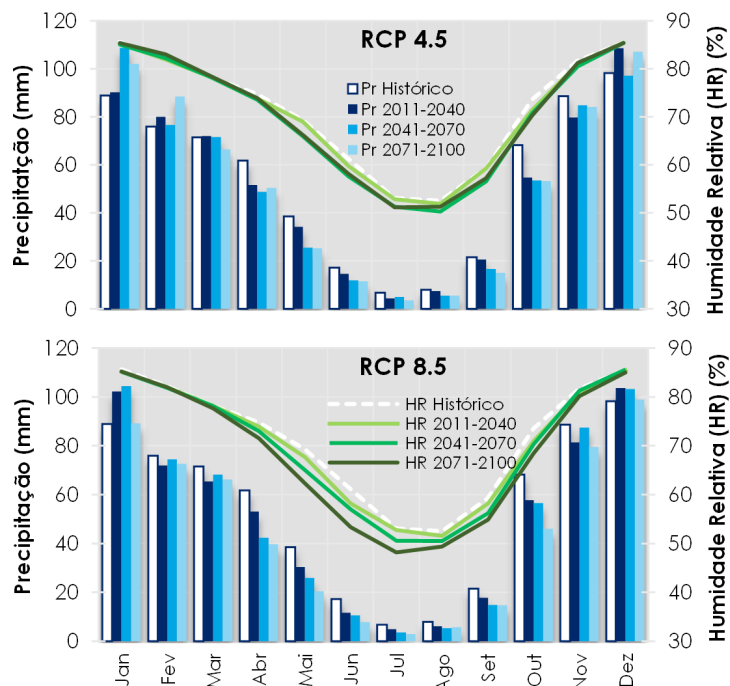 RCP 4.5
Precipitatção (mm)
120
100
80
60
40
20
0
Pr Histórico
Pr 2011-2040
Pr 2041-2070
Pr 2071-2100
90
80
70
60
50
40
30
Humidade Relativa (HR) (%)
RCP 8.5
Precipitação (mm)
120
100
80
60
40
20
0
HR Histórico
HR 2011-2040
HR 2041-2070
HR 2071-2100
90
80
70
60
50
40
30
Humidade Relativa (HR) (%)
Jan
Fev
Mar
Abr
Mai
Jun
Jul
Ago
Set
Out
Nov
Dez